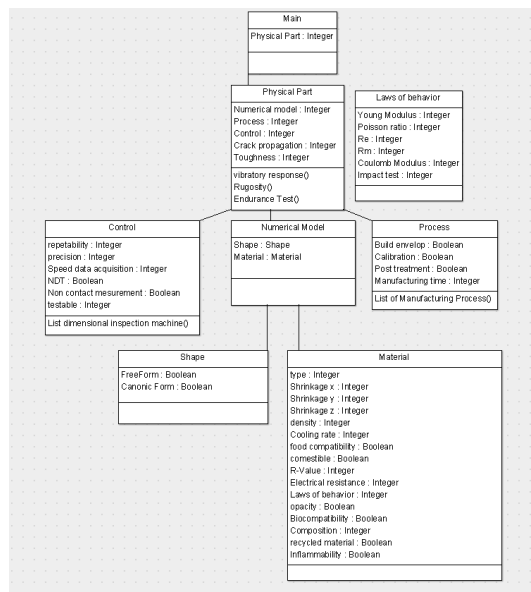 Main
Physical Part : Integer
Physical Part
Numerical model : Integer
Process : Integer
Control : Integer
Crack propagation : Integer
Toughness : Integer
vibratory response()
Rugosity()
Endurance Test()
Laws of behavior
Young Modulus : Integer
Poisson ratio : Integer
Re : Integer
Rm : Integer
Coulomb Modulus : Integer
Impact test : Integer
Control
repetability : Integer
precision : Integer
Speed data acquisition : Integer
NDT : Boolean
Non contact mesurement : Boolean
testable : Integer
List dimensional inspection machine()
Numerical Model
Shape : Shape
Material : Material
Process
Build envelop : Boolean
Calibration : Boolean
Post treatment : Boolean
Manufacturing time : Integer
List of Manufacturing Process()
Shape
FreeForm : Boolean
Canonic Form : Boolean
Material
type : Integer
Shrinkage x : Integer
Shrinkage y : Integer
Shrinkage z : Integer
density : Integer
Cooling rate : Integer
food compatibility : Boolean
comestible : Boolean
R-Value : Integer
Electrical resistance : Integer
Laws of behavior : Integer
opacity : Boolean
Biocompatibility : Boolean
Composition : Integer
recycled material : Boolean
Inflammability : Boolean